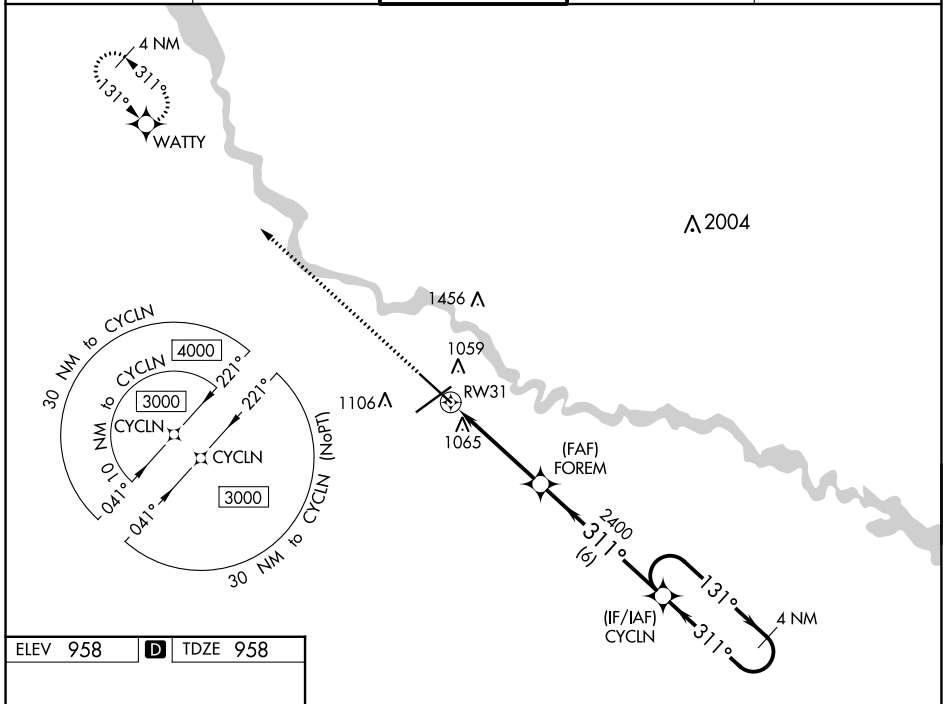 4 NM
311°
131°
WATTY
2004
1456
1059
RW31
1106
1065
(FAF)
FOREM
2400
311°
(6)
131°
(IF/IAF)
CYCLN
4 NM
311°
30 NM to CYCLN
4000
221°
10 NM to CYCLN
3000
221°
CYCLN
CYCLN
3000
041°
041°
30 NM to CYCLN (NoPT)
ELEV 958 D TDZE 958